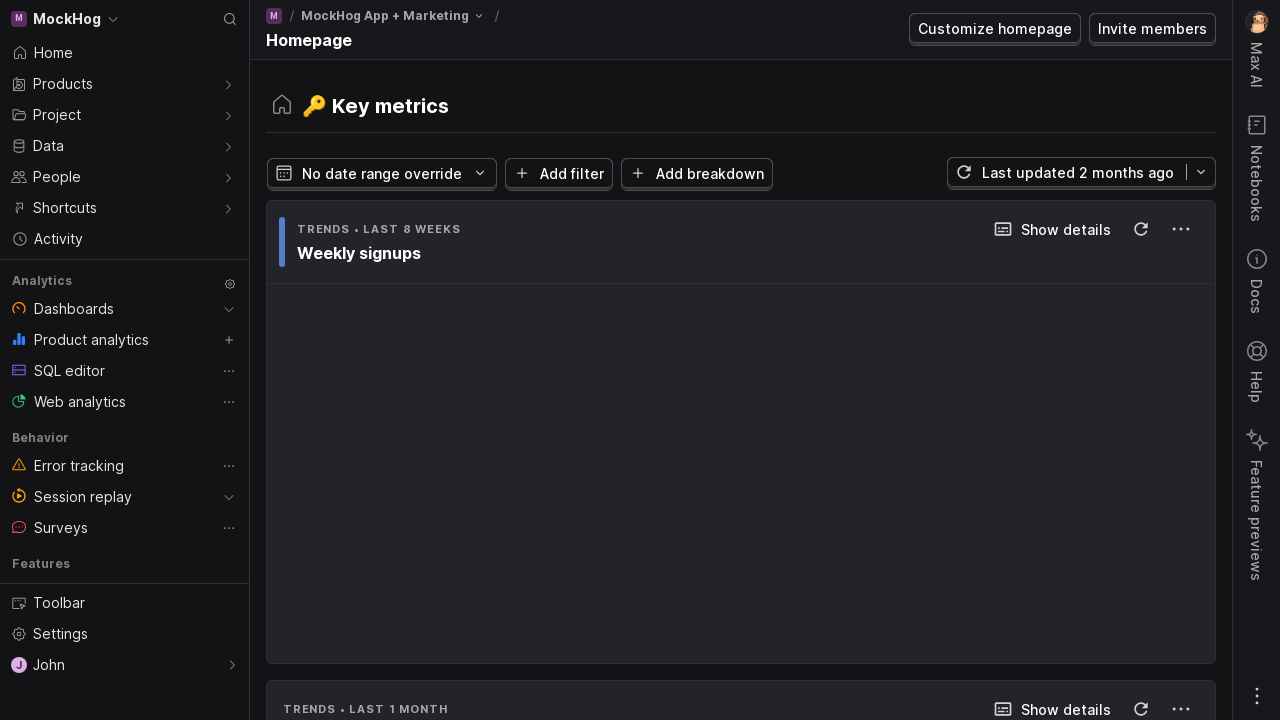 M MockHog
Home
Products
Project
Data
People
Shortcuts
Activity
Analytics
Dashboards
Product analytics
SQL editor
Web analytics
Behavior
Error tracking
Session replay
Surveys
Features
Toolbar
Settings
J John
M / MockHog App + Marketing /
Homepage
Customize homepage
Invite members
🔑 Key metrics
No date range override
Add filter
Add breakdown
Last updated 2 months ago
TRENDS • LAST 8 WEEKS
Show details
Weekly signups
TRENDS • LAST 1 MONTH
Show details
Max AI
Notebooks
Docs
Help
Feature previews